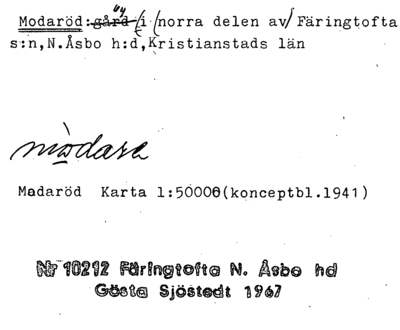 Modaröd: by i norra delen av Färingtofta
s:n, N.Åsbo h:d, Kristianstads län
mòdara
Modaröd Karta 1:50000(konceptbl.1941)
Nr 10212 Färingtofta N. Åsbo hd
Gösta Sjöstedt 1967